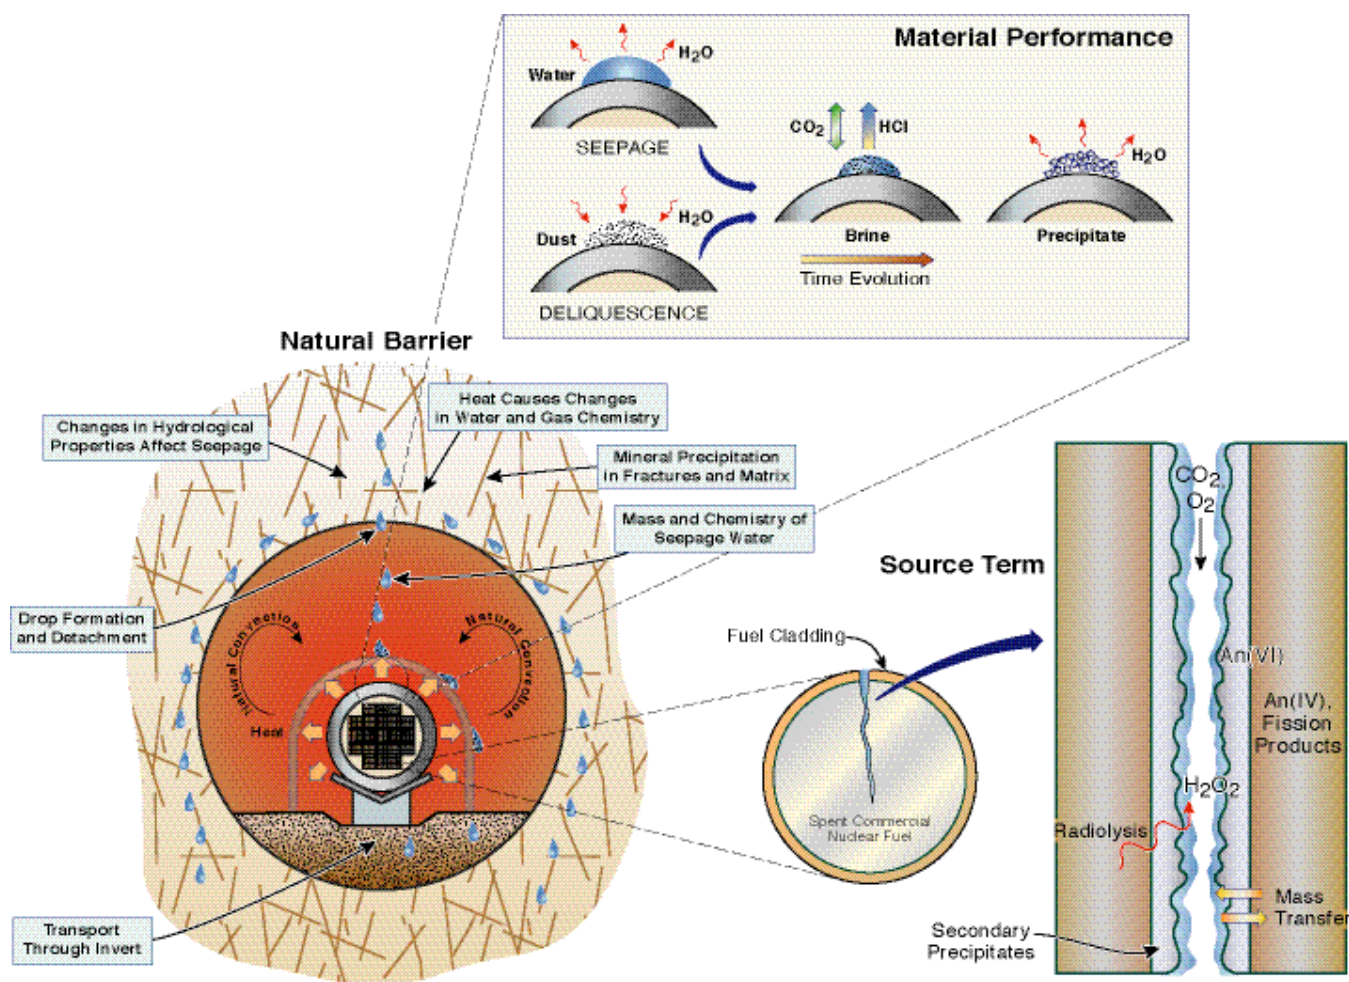 Material Performance
H2O
Water
SEEPAGE
CO2
HCl
H2O
H2O
Dust
DELIQUESCENCE
Brine
Precipitate
Time Evolution
Natural Barrier
Heat Causes Changes
in Water and Gas Chemistry
Changes in Hydrological
Properties Affect Seepage
Mineral Precipitation
in Fractures and Matrix
Mass and Chemistry of
Seepage Water
Drop Formation
and Detachment
Natural Convection
Natural Convection
Heat
Transport
Through Invert
Source Term
Fuel Cladding
Spent Commercial
Nuclear Fuel
CO2,
O2
An(VI)
An(IV),
Fission
Products
H2O2
Radiolysis
Mass
Transfer
Secondary
Precipitates